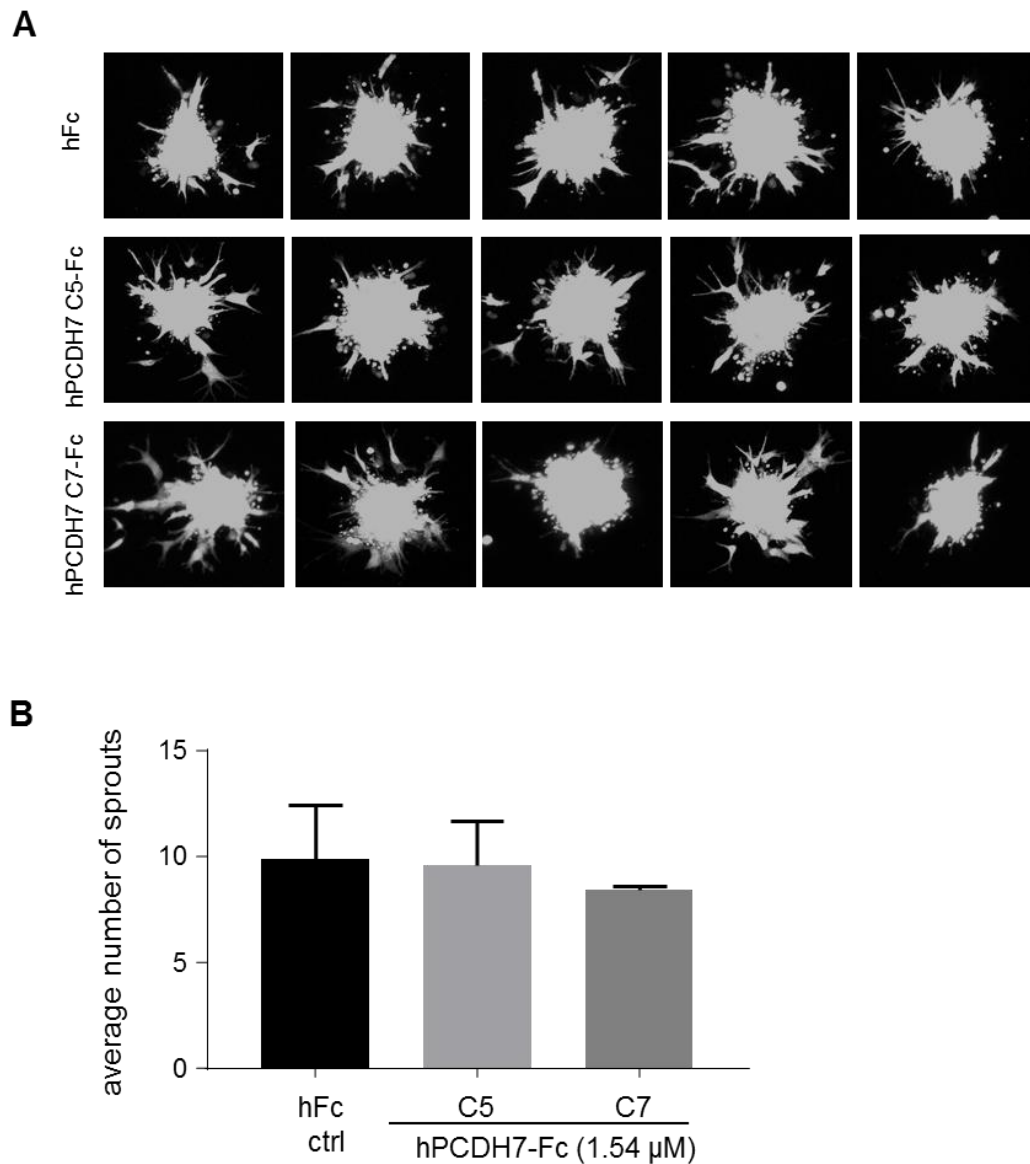 A
hFc
hPCDH7 C5-Fc
hPCDH7 C7-Fc
B
average number of sprouts
15
10
5
0
hFc
ctrl
C5
C7
hPCDH7-Fc (1.54 μM)